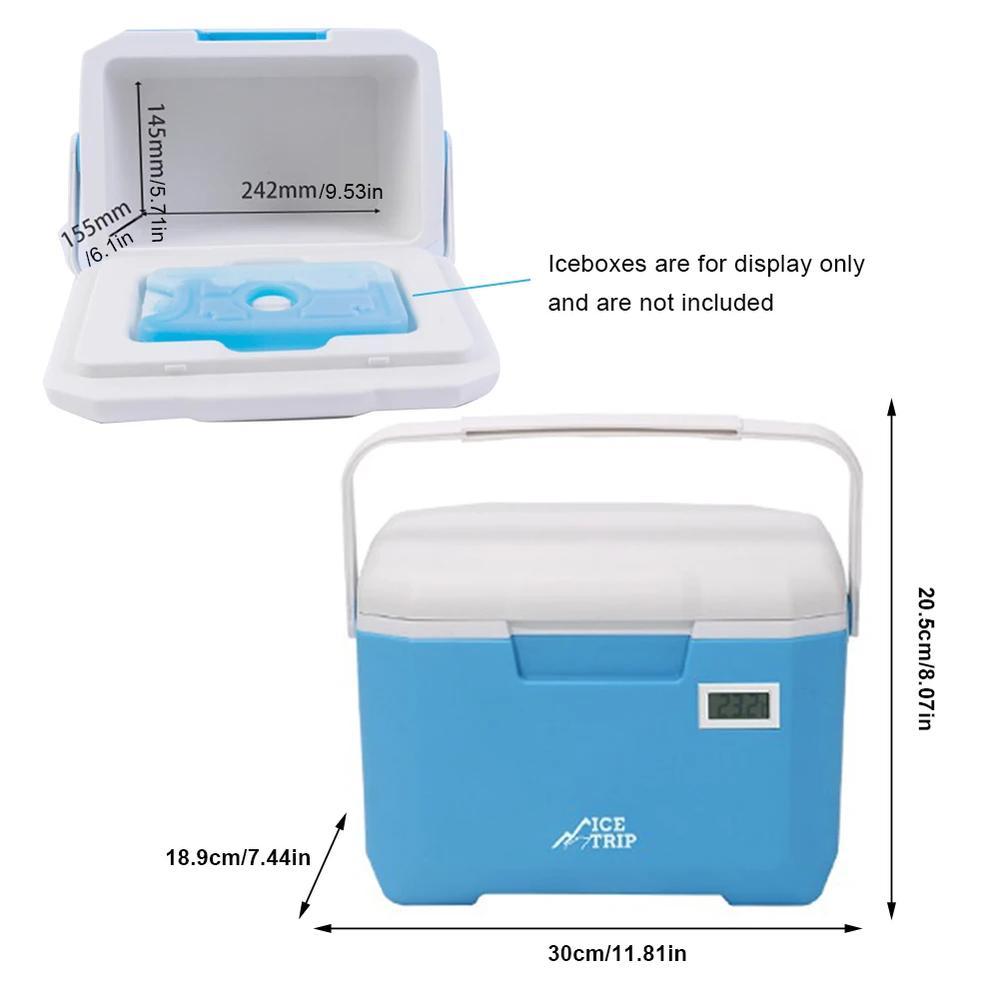 145mm/5.71in
242mm/9.53in
155mm
/6.1in
Iceboxes are for display only
and are not included
20.5cm/8.07in
ICE
TRIP
18.9cm/7.44in
30cm/11.81in